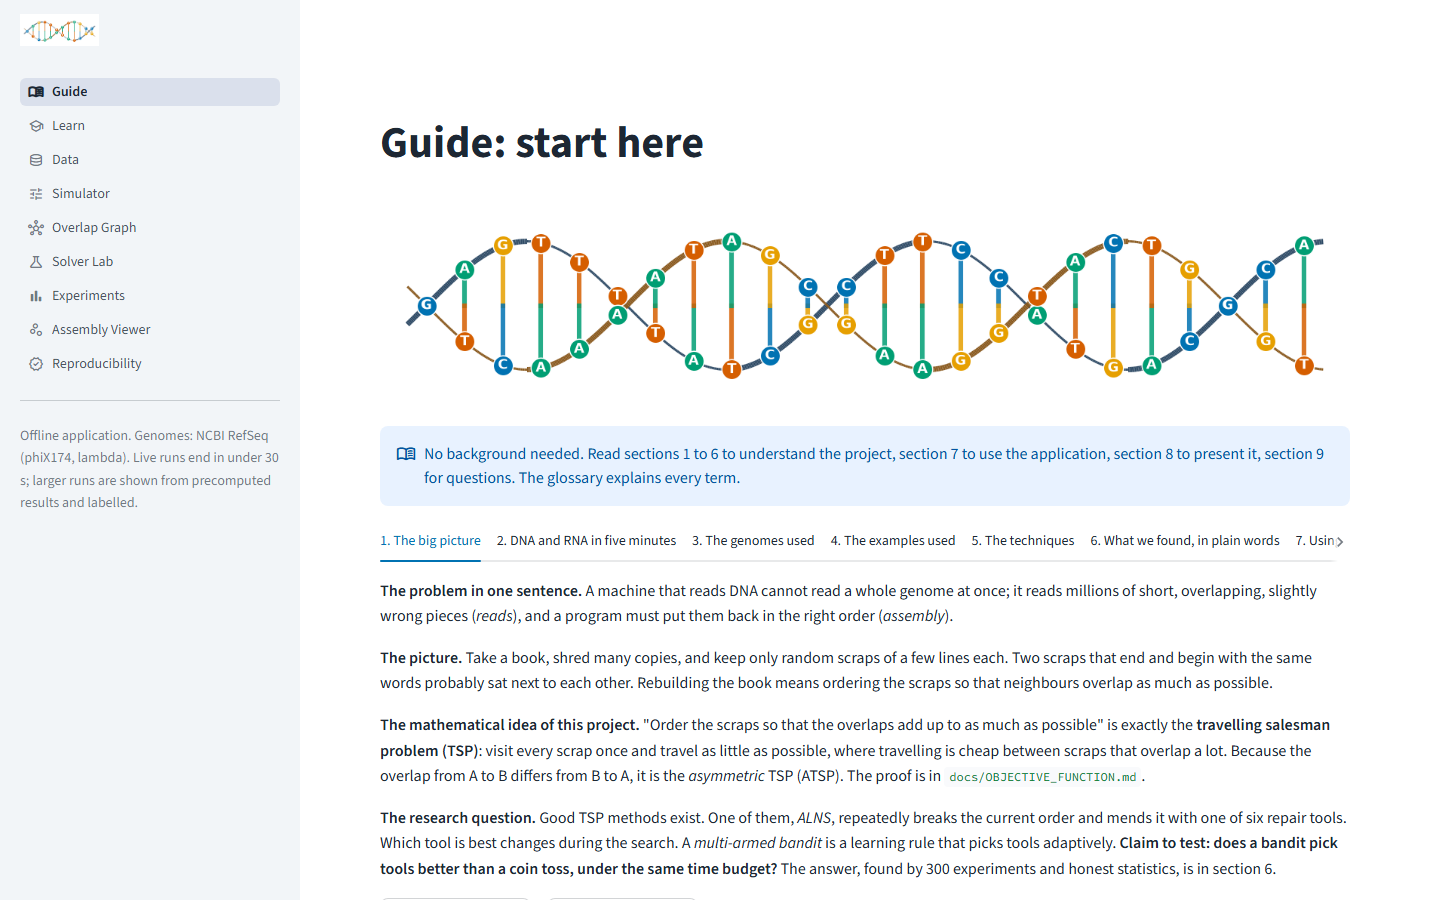 Guide
Learn
Data
Simulator
Overlap Graph
Solver Lab
Experiments
Assembly Viewer
Reproducibility
Offline application. Genomes: NCBI RefSeq
(phiX174, lambda). Live runs end in under 30
s; larger runs are shown from precomputed
results and labelled.
Guide: start here
G A G T T T A T A G C C T T C C T A C T G G C A
T C A A A T A T C G G A A G G A T G A C G T
No background needed. Read sections 1 to 6 to understand the project, section 7 to use the application, section 8 to present it, section 9
for questions. The glossary explains every term.
1. The big picture 2. DNA and RNA in five minutes 3. The genomes used 4. The examples used 5. The techniques 6. What we found, in plain words 7. Usin
The problem in one sentence. A machine that reads DNA cannot read a whole genome at once; it reads millions of short, overlapping, slightly
wrong pieces (reads), and a program must put them back in the right order (assembly).
The picture. Take a book, shred many copies, and keep only random scraps of a few lines each. Two scraps that end and begin with the same
words probably sat next to each other. Rebuilding the book means ordering the scraps so that neighbours overlap as much as possible.
The mathematical idea of this project. "Order the scraps so that the overlaps add up to as much as possible" is exactly the travelling salesman
problem (TSP): visit every scrap once and travel as little as possible, where travelling is cheap between scraps that overlap a lot. Because the
overlap from A to B differs from B to A, it is the asymmetric TSP (ATSP). The proof is in docs/OBJECTIVE_FUNCTION.md .
The research question. Good TSP methods exist. One of them, ALNS, repeatedly breaks the current order and mends it with one of six repair tools.
Which tool is best changes during the search. A multi-armed bandit is a learning rule that picks tools adaptively. Claim to test: does a bandit pick
tools better than a coin toss, under the same time budget? The answer, found by 300 experiments and honest statistics, is in section 6.